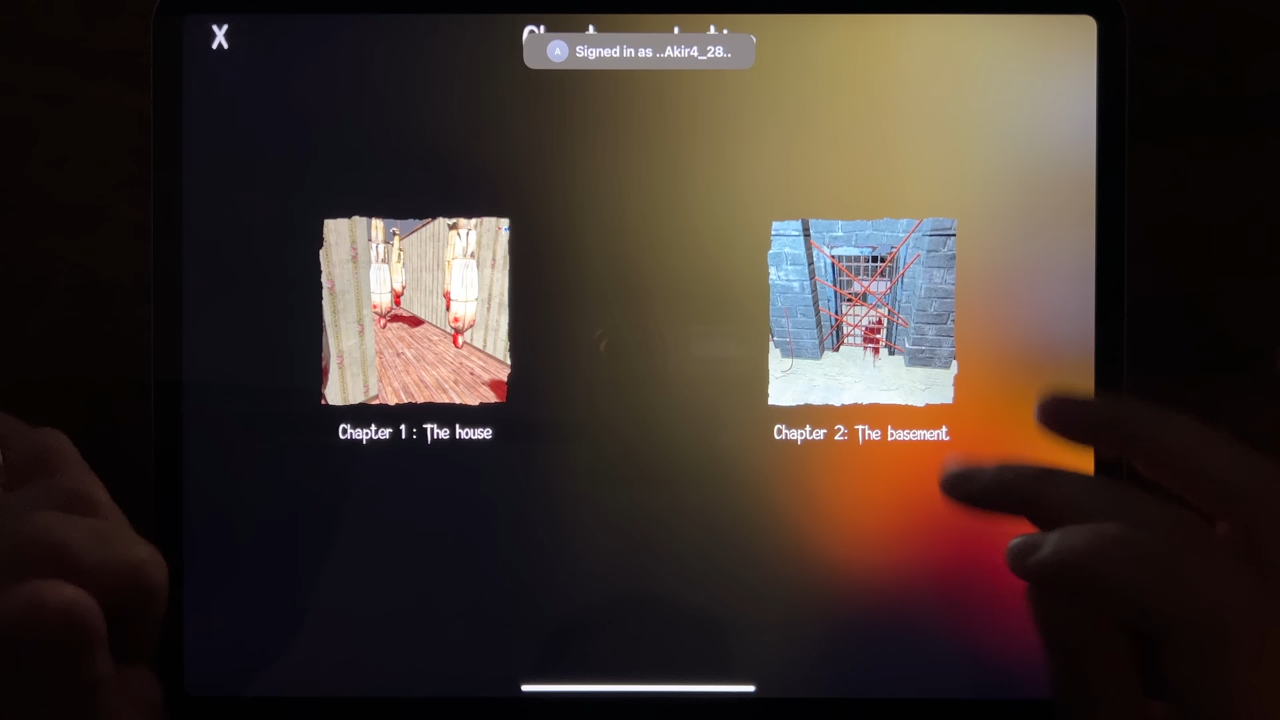 X
A Signed in as ..Akir4_28..
Chapter 1 : The house
Chapter 2: The basement